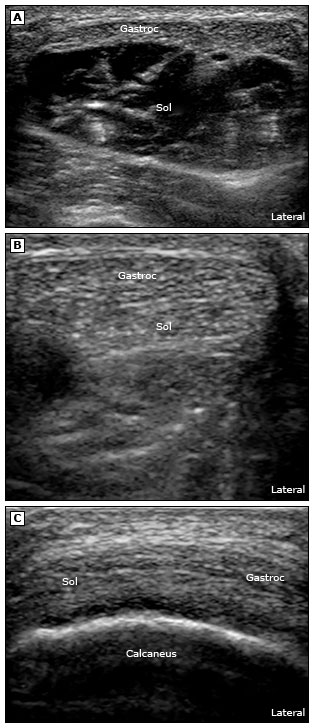 A
Gastroc
Sol
Lateral
B
Gastroc
Sol
Lateral
C
Sol
Gastroc
Calcaneus
Lateral